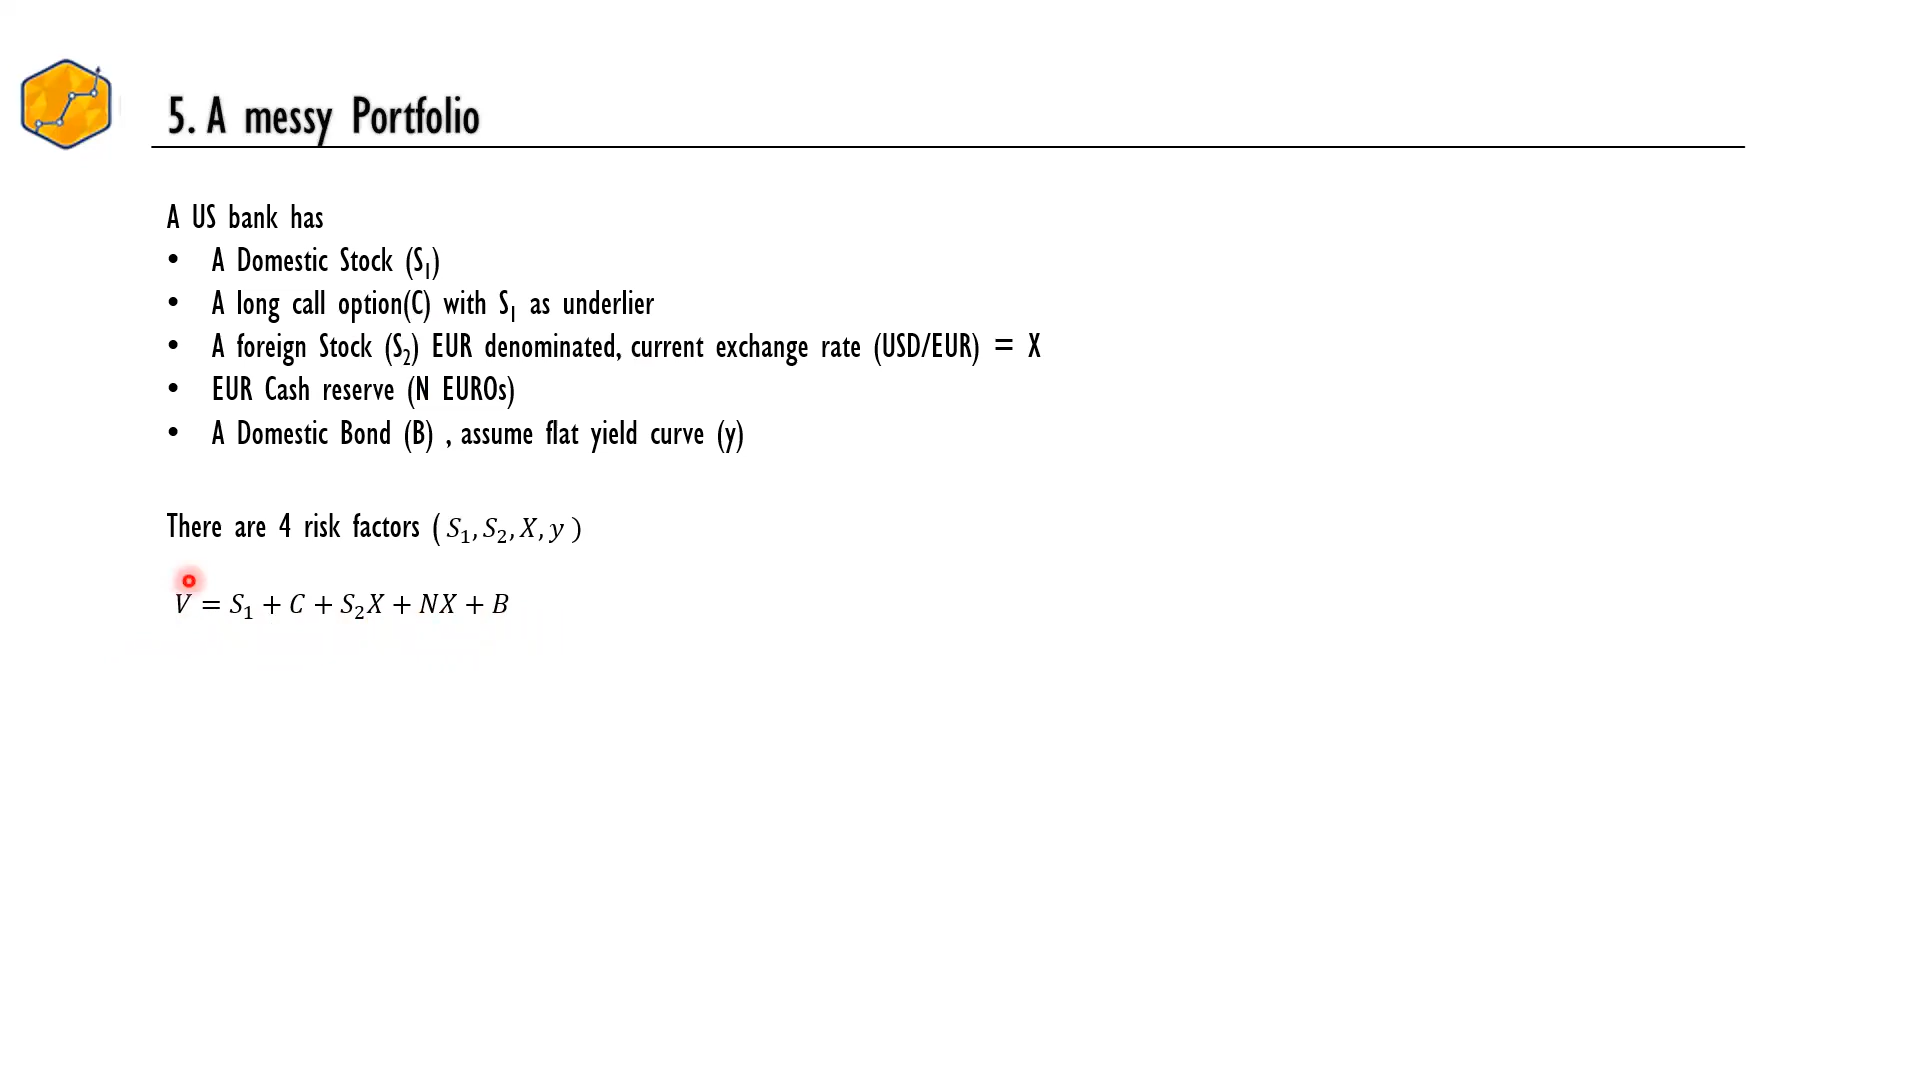 5. A messy Portfolio
A US bank has
• A Domestic Stock (S₁)
• A long call option(C) with S₁ as underlier
• A foreign Stock (S₂) EUR denominated, current exchange rate (USD/EUR) = X
• EUR Cash reserve (N EUROs)
• A Domestic Bond (B) , assume flat yield curve (y)
There are 4 risk factors ( S₁, S₂, X, y )
V = S₁ + C + S₂X + NX + B